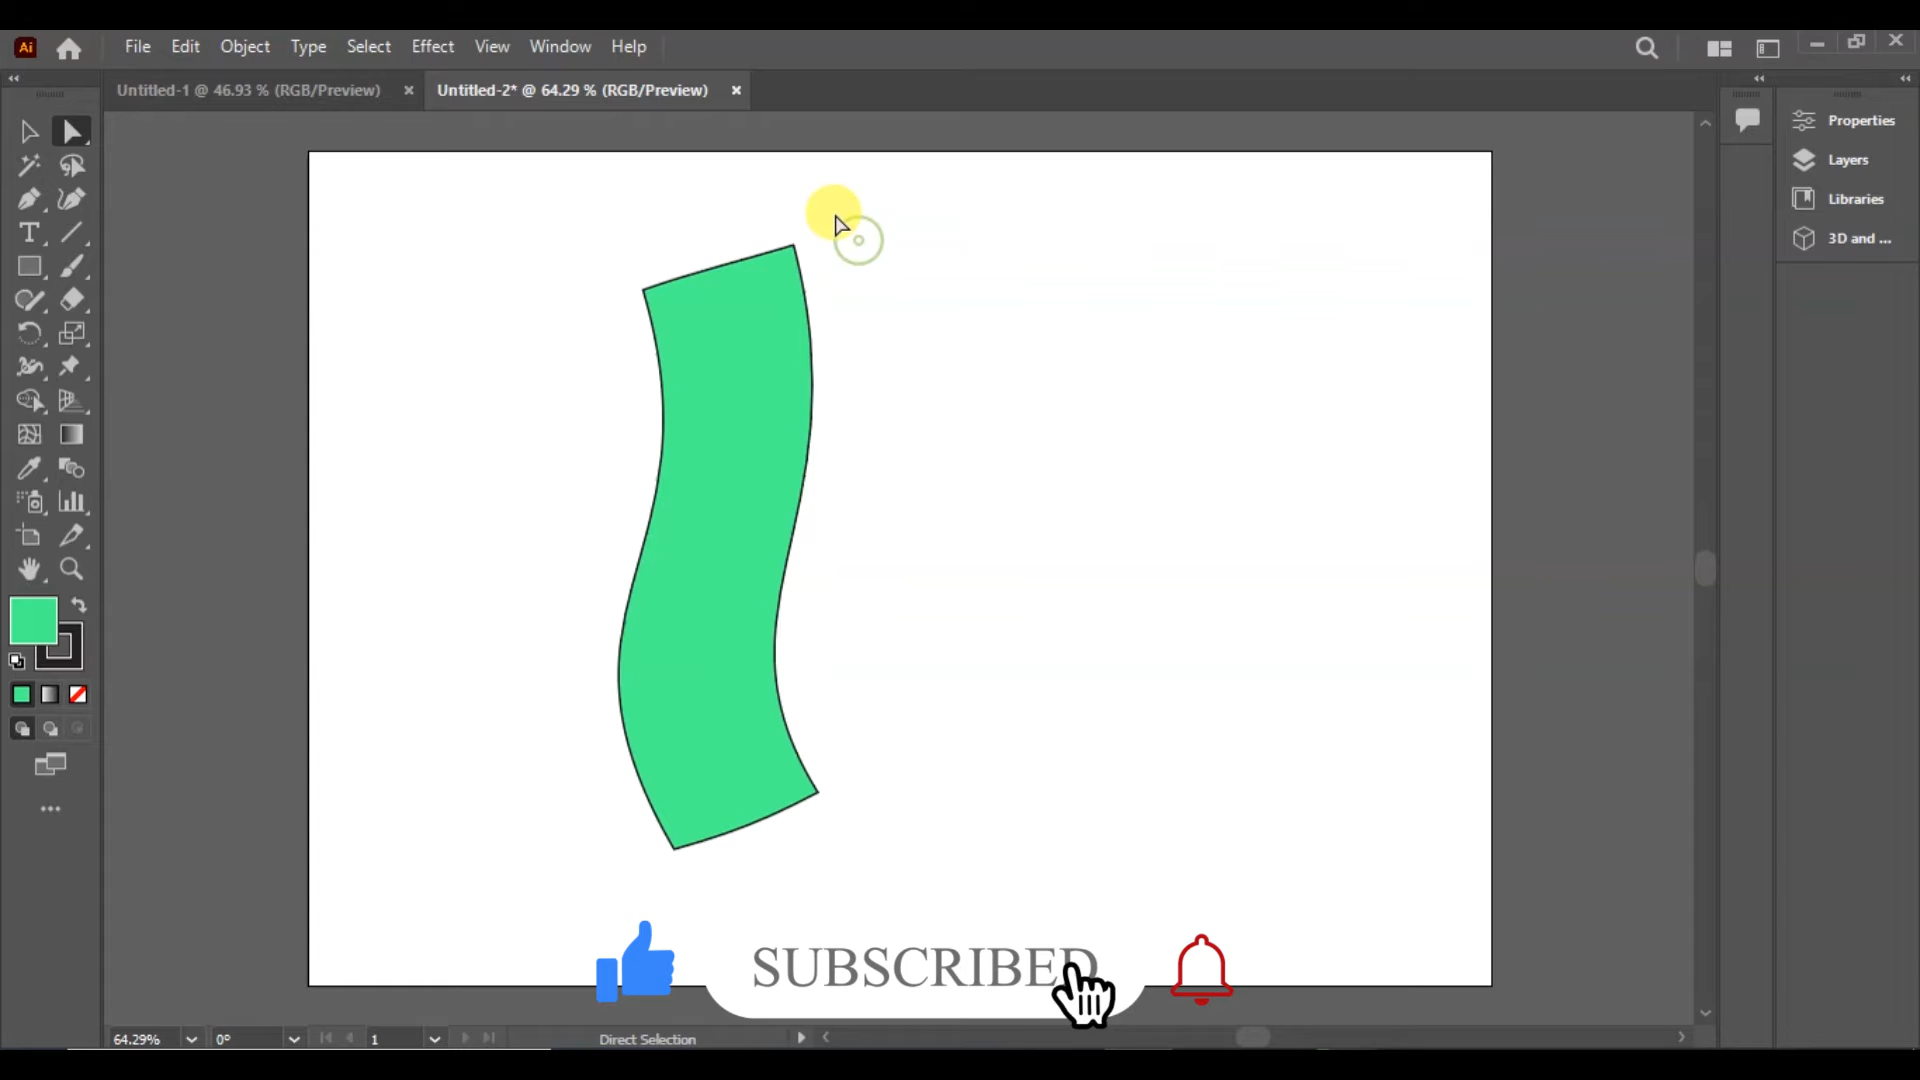 Ai
File Edit Object Type Select Effect View Window Help
Untitled-1 @ 46.93 % (RGB/Preview) × Untitled-2* @ 64.29 % (RGB/Preview) ×
Properties
Layers
Libraries
3D and ...
T
SUBSCRIBED
64.29% 0° 1 Direct Selection